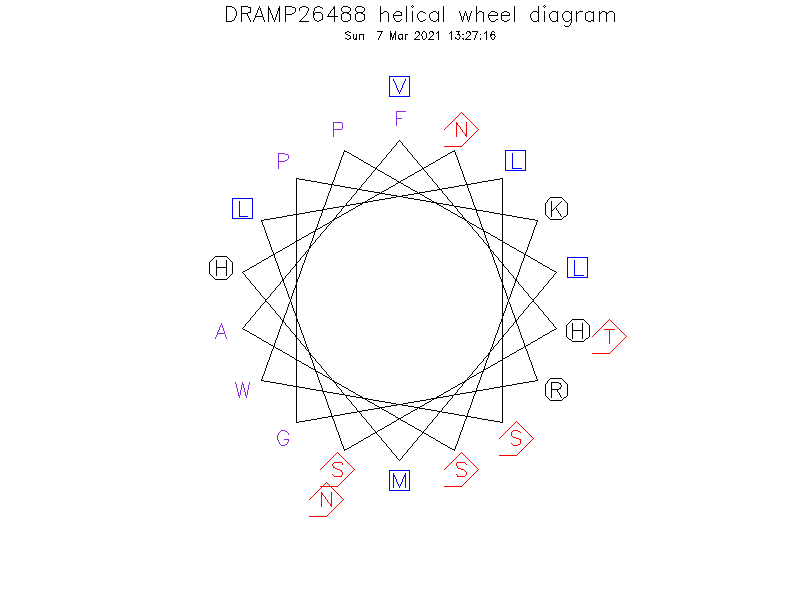 DRAMP26488 helical wheel diagram
Sun 7 Mar 2021 13:27:16
V
F
P N
P L
L K
H L
A H T
W R
G S
S M S
N